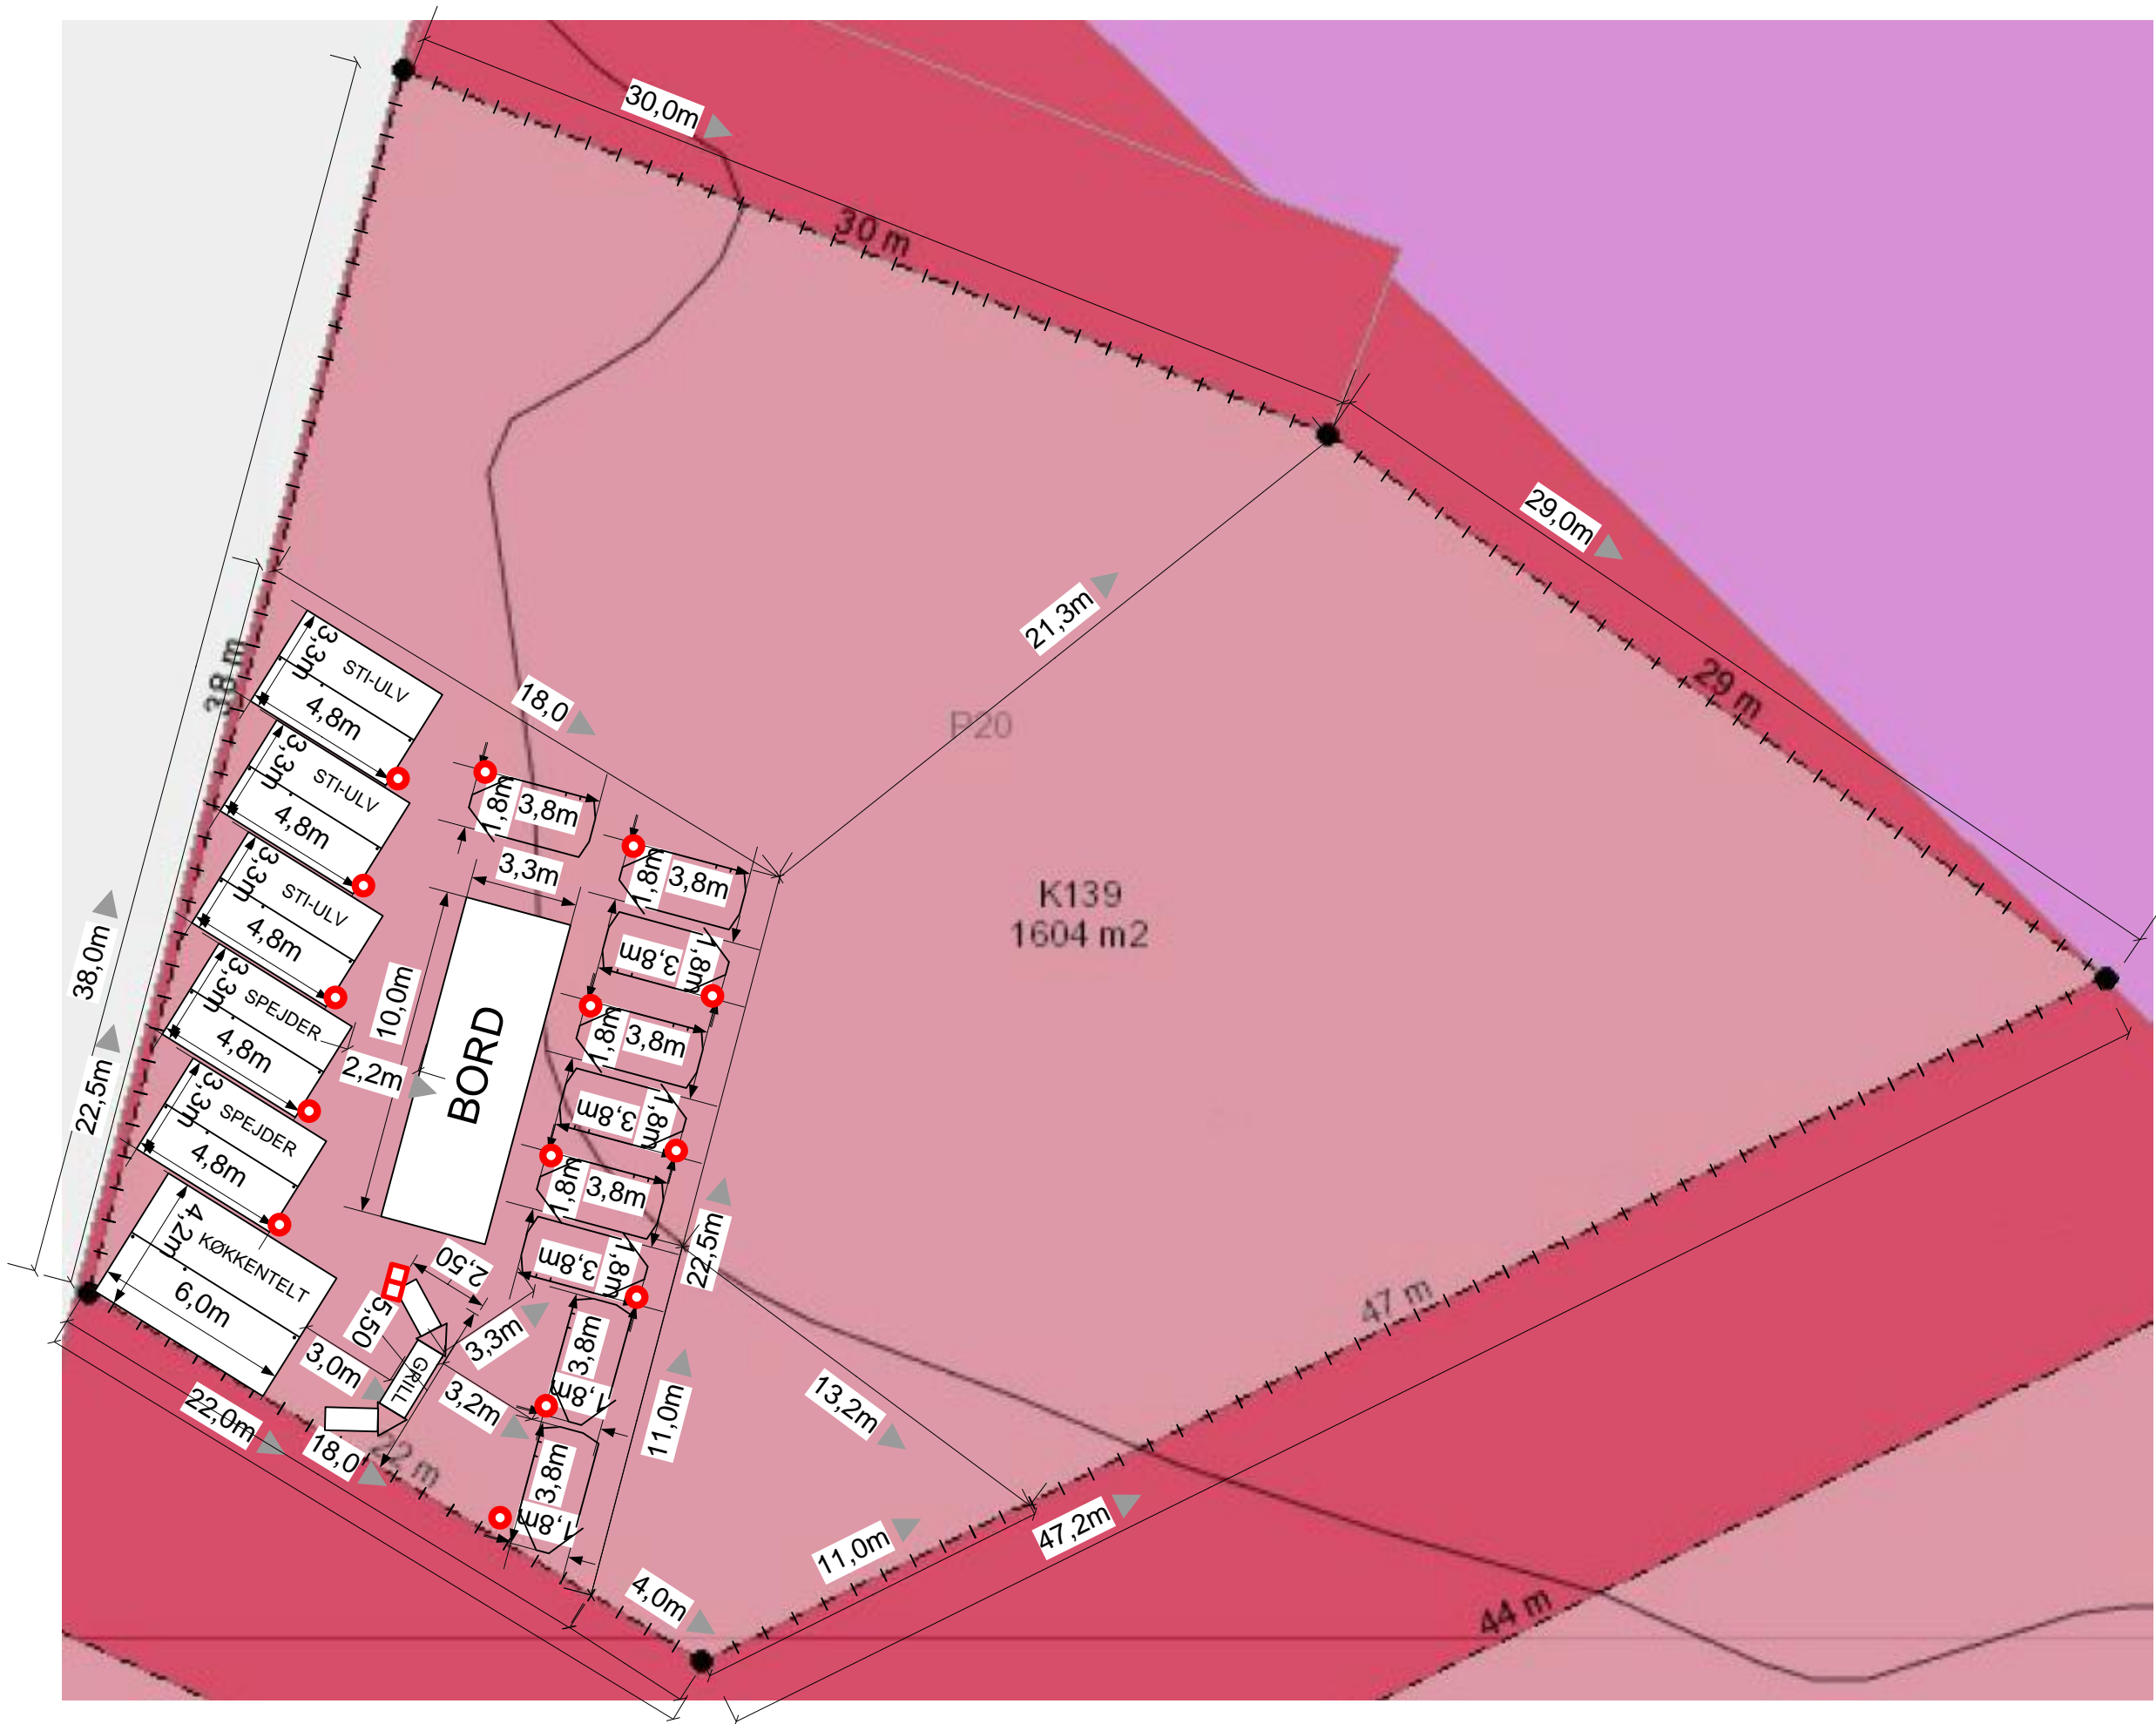 30,0m
30 m
29,0m
29 m
21,3m
38 m
38,0m
22,5m
18,0
P20
K139
1604 m2
3,3m
STI-ULV
4,8m
3,3m
STI-ULV
4,8m
3,3m
STI-ULV
4,8m
3,3m
SPEJDER
4,8m
3,3m
SPEJDER
4,8m
4,2m
KØKKENTELT
6,0m
1,8m
3,8m
3,3m
1,8m
3,8m
3,8m
1,8m
10,0m
BORD
2,2m
1,8m
3,8m
3,8m
1,8m
1,8m
3,8m
3,8m
1,8m
22,5m
2,50
5,50
GRILL
3,3m
3,0m
3,2m
3,8m
1,8m
3,8m
1,8m
11,0m
22,0m
18,0
22 m
4,0m
13,2m
11,0m
47,2m
47 m
44 m